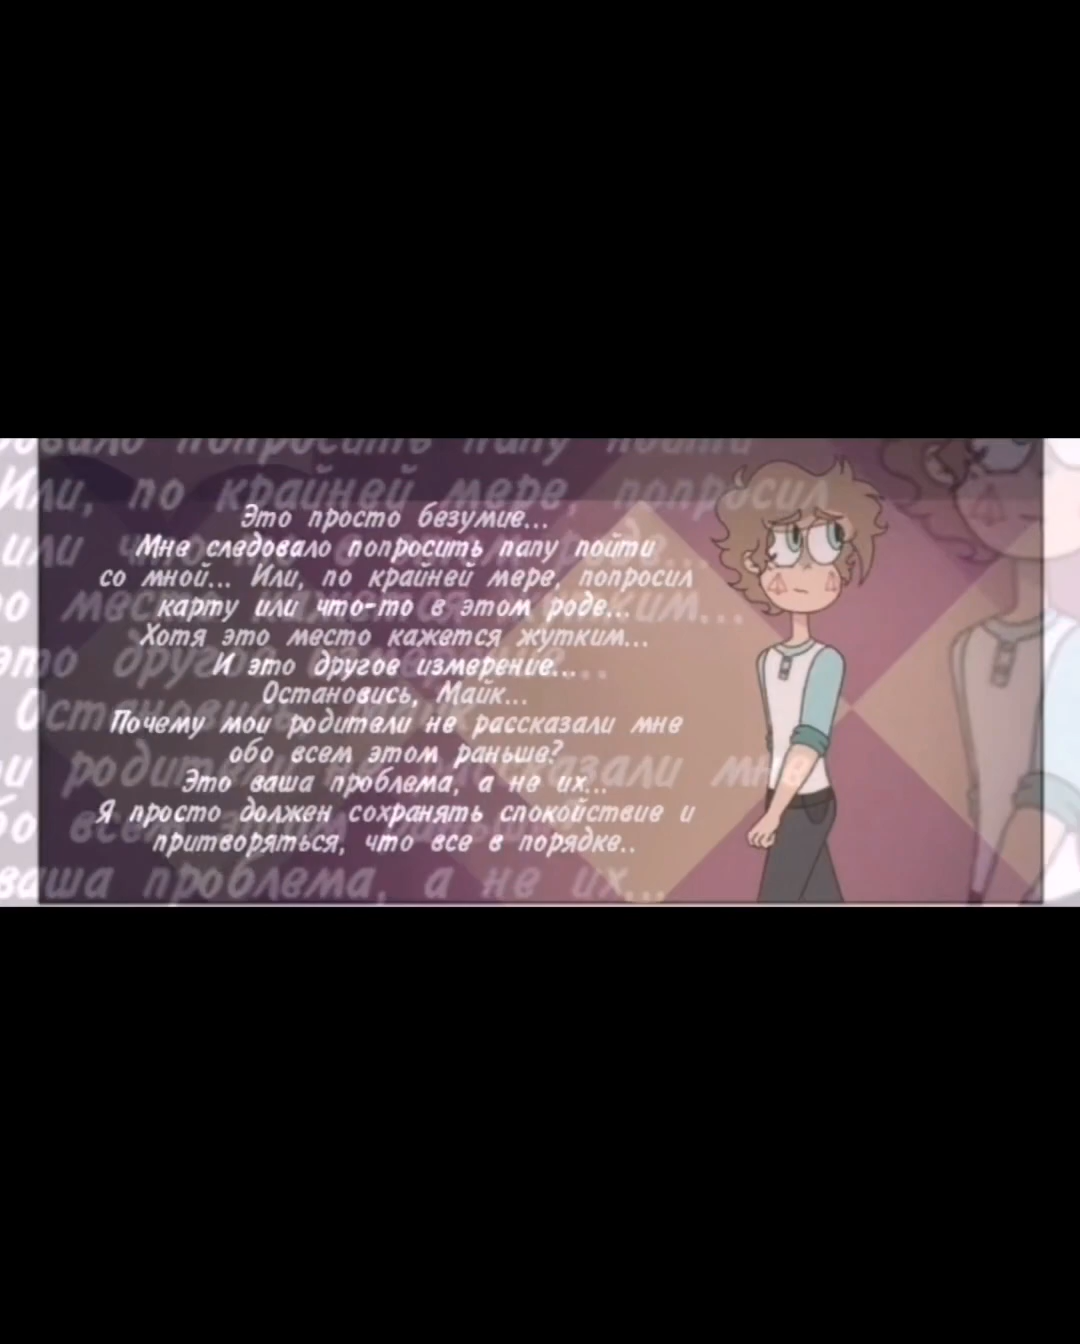 Это просто безумие...
Мне следовало попросить папу пойти
со мной... Или, по крайней мере, попросил
карту или что-то в этом роде...
Хотя это место кажется жутким...
И это другое измерение...
Остановись, Майк...
Почему мои родители не рассказали мне
обо всем этом раньше?
Это ваша проблема, а не их...
Я просто должен сохранять спокойствие и
притворяться, что все в порядке..